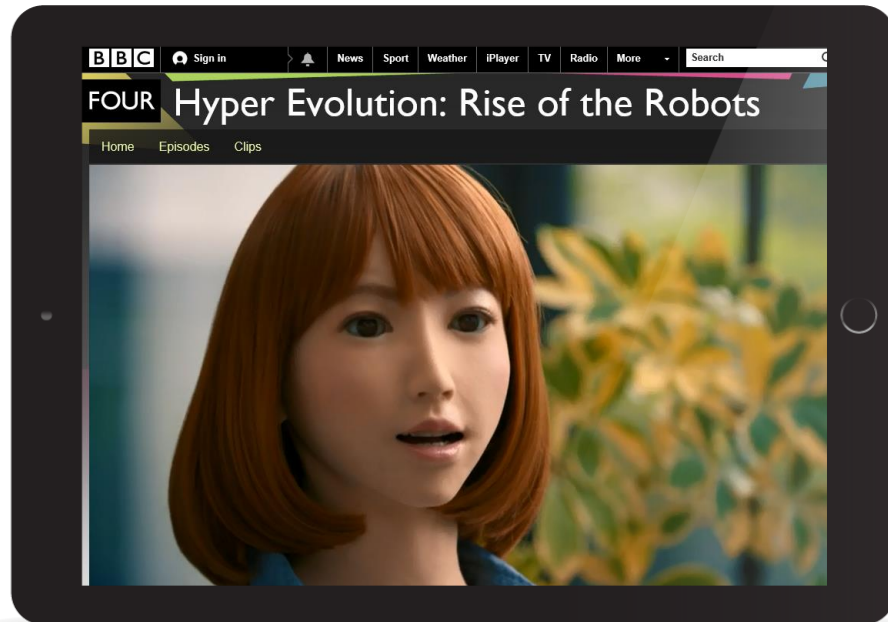 BBC Sign in News Sport Weather iPlayer TV Radio More Search
FOUR Hyper Evolution: Rise of the Robots
Home Episodes Clips